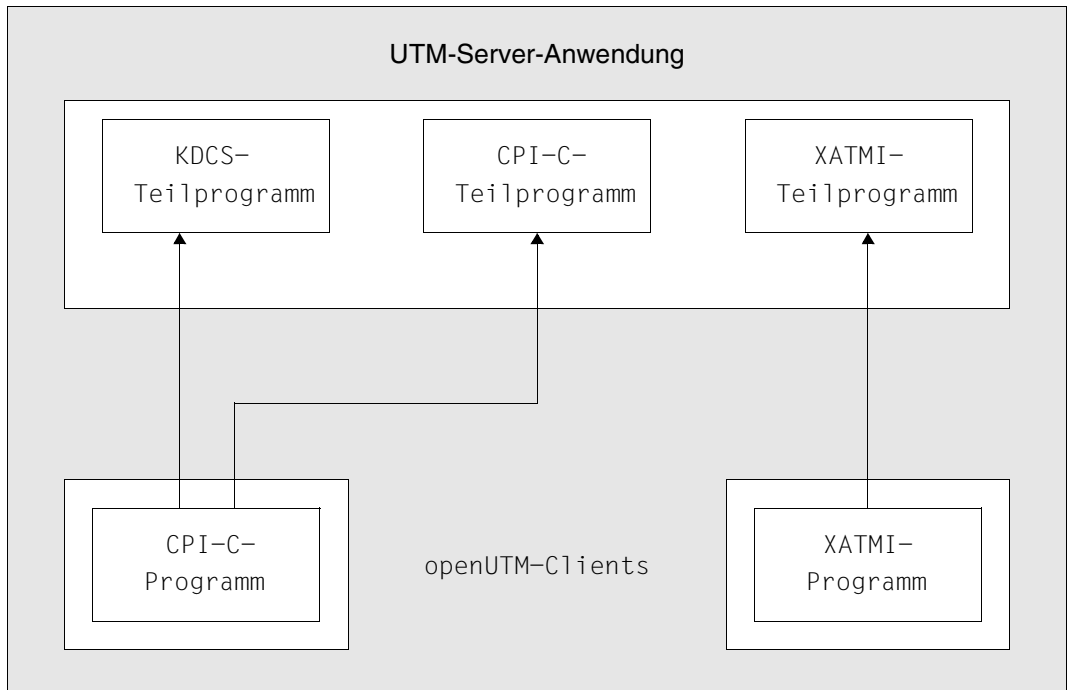 UTM-Server-Anwendung
KDCS-
Teilprogramm
CPI-C-
Teilprogramm
XATMI-
Teilprogramm
CPI-C-
Programm
openUTM-Clients
XATMI-
Programm